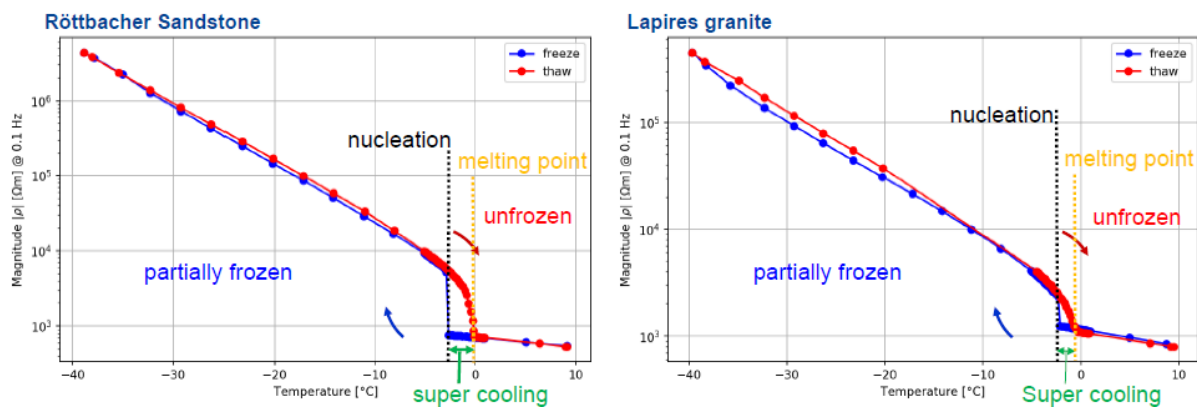 Röttbacher Sandstone
Magnitude |ρ| [Ωm] @ 0.1 Hz
10⁶
10⁵
10⁴
10³
freeze
thaw
nucleation
melting point
unfrozen
partially frozen
−40
−30
−20
−10
0
10
Temperature [°C]
super cooling
Lapires granite
Magnitude |ρ| [Ωm] @ 0.1 Hz
10⁵
10⁴
10³
freeze
thaw
nucleation
melting point
unfrozen
partially frozen
−40
−30
−20
−10
0
10
Temperature [°C]
Super cooling